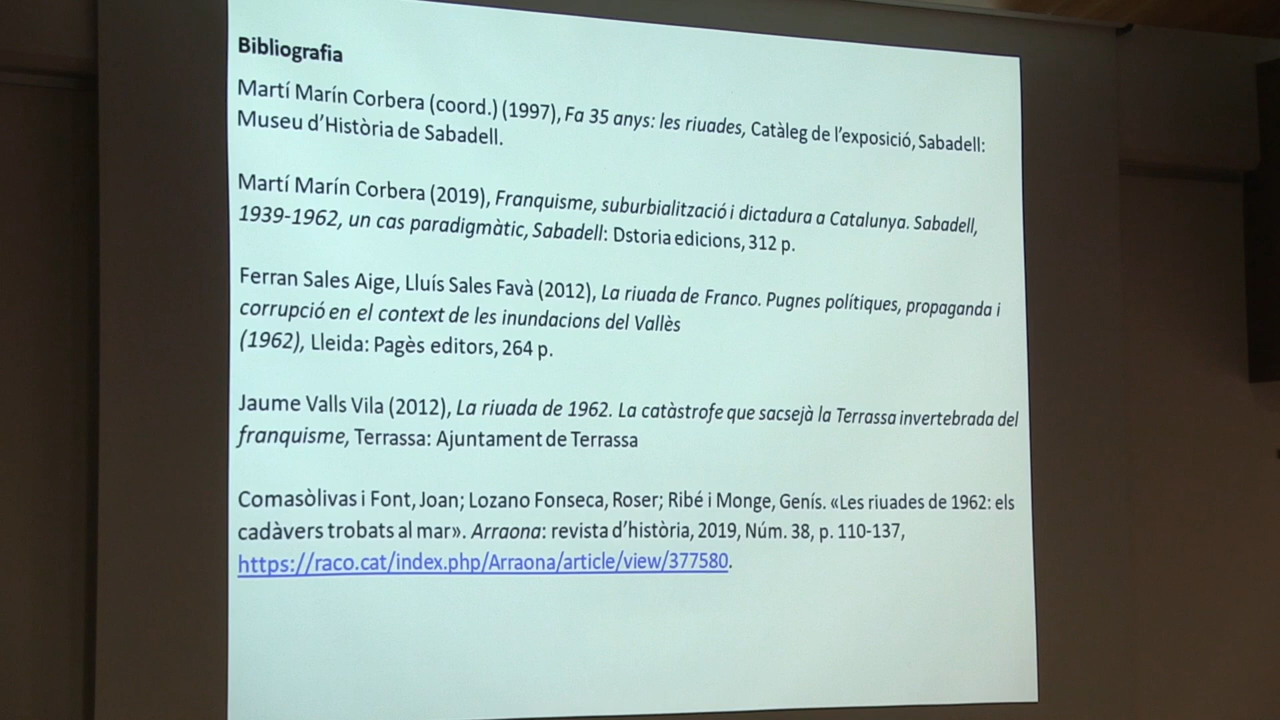 Bibliografia
Martí Marín Corbera (coord.) (1997), Fa 35 anys: les riuades, Catàleg de l'exposició, Sabadell:
Museu d'Història de Sabadell.
Martí Marín Corbera (2019), Franquisme, suburbialització i dictadura a Catalunya. Sabadell,
1939-1962, un cas paradigmàtic, Sabadell: Dstoria edicions, 312 p.
Ferran Sales Aige, Lluís Sales Favà (2012), La riuada de Franco. Pugnes polítiques, propaganda i
corrupció en el context de les inundacions del Vallès
(1962), Lleida: Pagès editors, 264 p.
Jaume Valls Vila (2012), La riuada de 1962. La catàstrofe que sacsejà la Terrassa invertebrada del
franquisme, Terrassa: Ajuntament de Terrassa
Comasòlivas i Font, Joan; Lozano Fonseca, Roser; Ribé i Monge, Genís. «Les riuades de 1962: els
cadàvers trobats al mar». Arraona: revista d'història, 2019, Núm. 38, p. 110-137,
https://raco.cat/index.php/Arraona/article/view/377580.